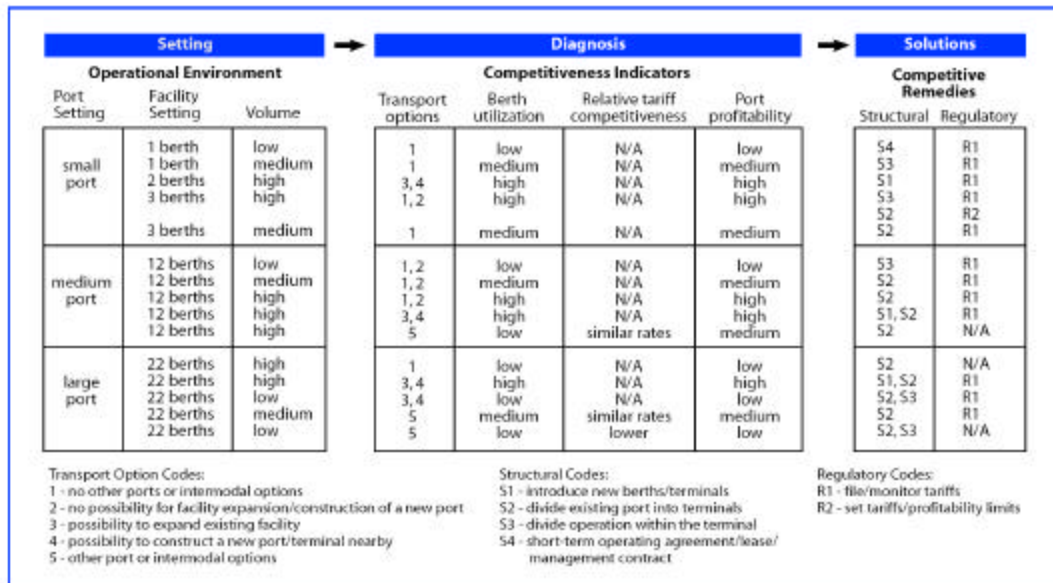 Setting Diagnosis Solutions
Operational Environment Competitiveness Indicators Competitive
Remedies
Port Facility Transport Berth Relative tariff Port
Setting Setting Volume options utilization competitiveness profitability Structural Regulatory
1 berth low 1 low N/A low S4 R1
small 1 berth medium 1 medium N/A medium S3 R1
port 2 berths high 3, 4 high N/A high S1 R1
3 berths high 1, 2 high N/A high S3 R1
S2 R2
3 berths medium 1 medium N/A medium S2 R1
12 berths low 1, 2 low N/A low S3 R1
medium 12 berths medium 1, 2 medium N/A medium S2 R1
port 12 berths high 1, 2 high N/A high S2 R1
12 berths high 3, 4 high N/A high S1, S2 R1
12 berths high 5 low similar rates medium S2 N/A
22 berths high 1 low N/A low S2 N/A
large 22 berths high 3, 4 high N/A high S1, S2 R1
port 22 berths low 3, 4 low N/A low S2, S3 R1
22 berths medium 5 medium similar rates medium S2 R1
22 berths low 5 low lower low S2, S3 N/A
Transport Option Codes:
1 - no other ports or intermodal options
2 - no possibility for facility expansion/construction of a new port
3 - possibility to expand existing facility
4 - possibility to construct a new port/terminal nearby
5 - other port or intermodal options
Structural Codes:
S1 - introduce new berths/terminals
S2 - divide existing port into terminals
S3 - divide operation within the terminal
S4 - short-term operating agreement/lease/
management contract
Regulatory Codes:
R1 - file/monitor tariffs
R2 - set tariffs/profitability limits